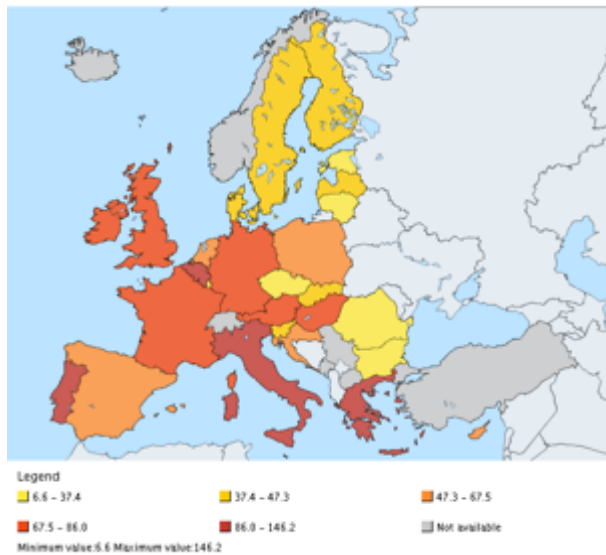 Legend
6.6 - 37.4
37.4 - 47.3
47.3 - 67.5
67.5 - 86.0
86.0 - 146.2
Not available
Minimum value:6.6 Maximum value:146.2